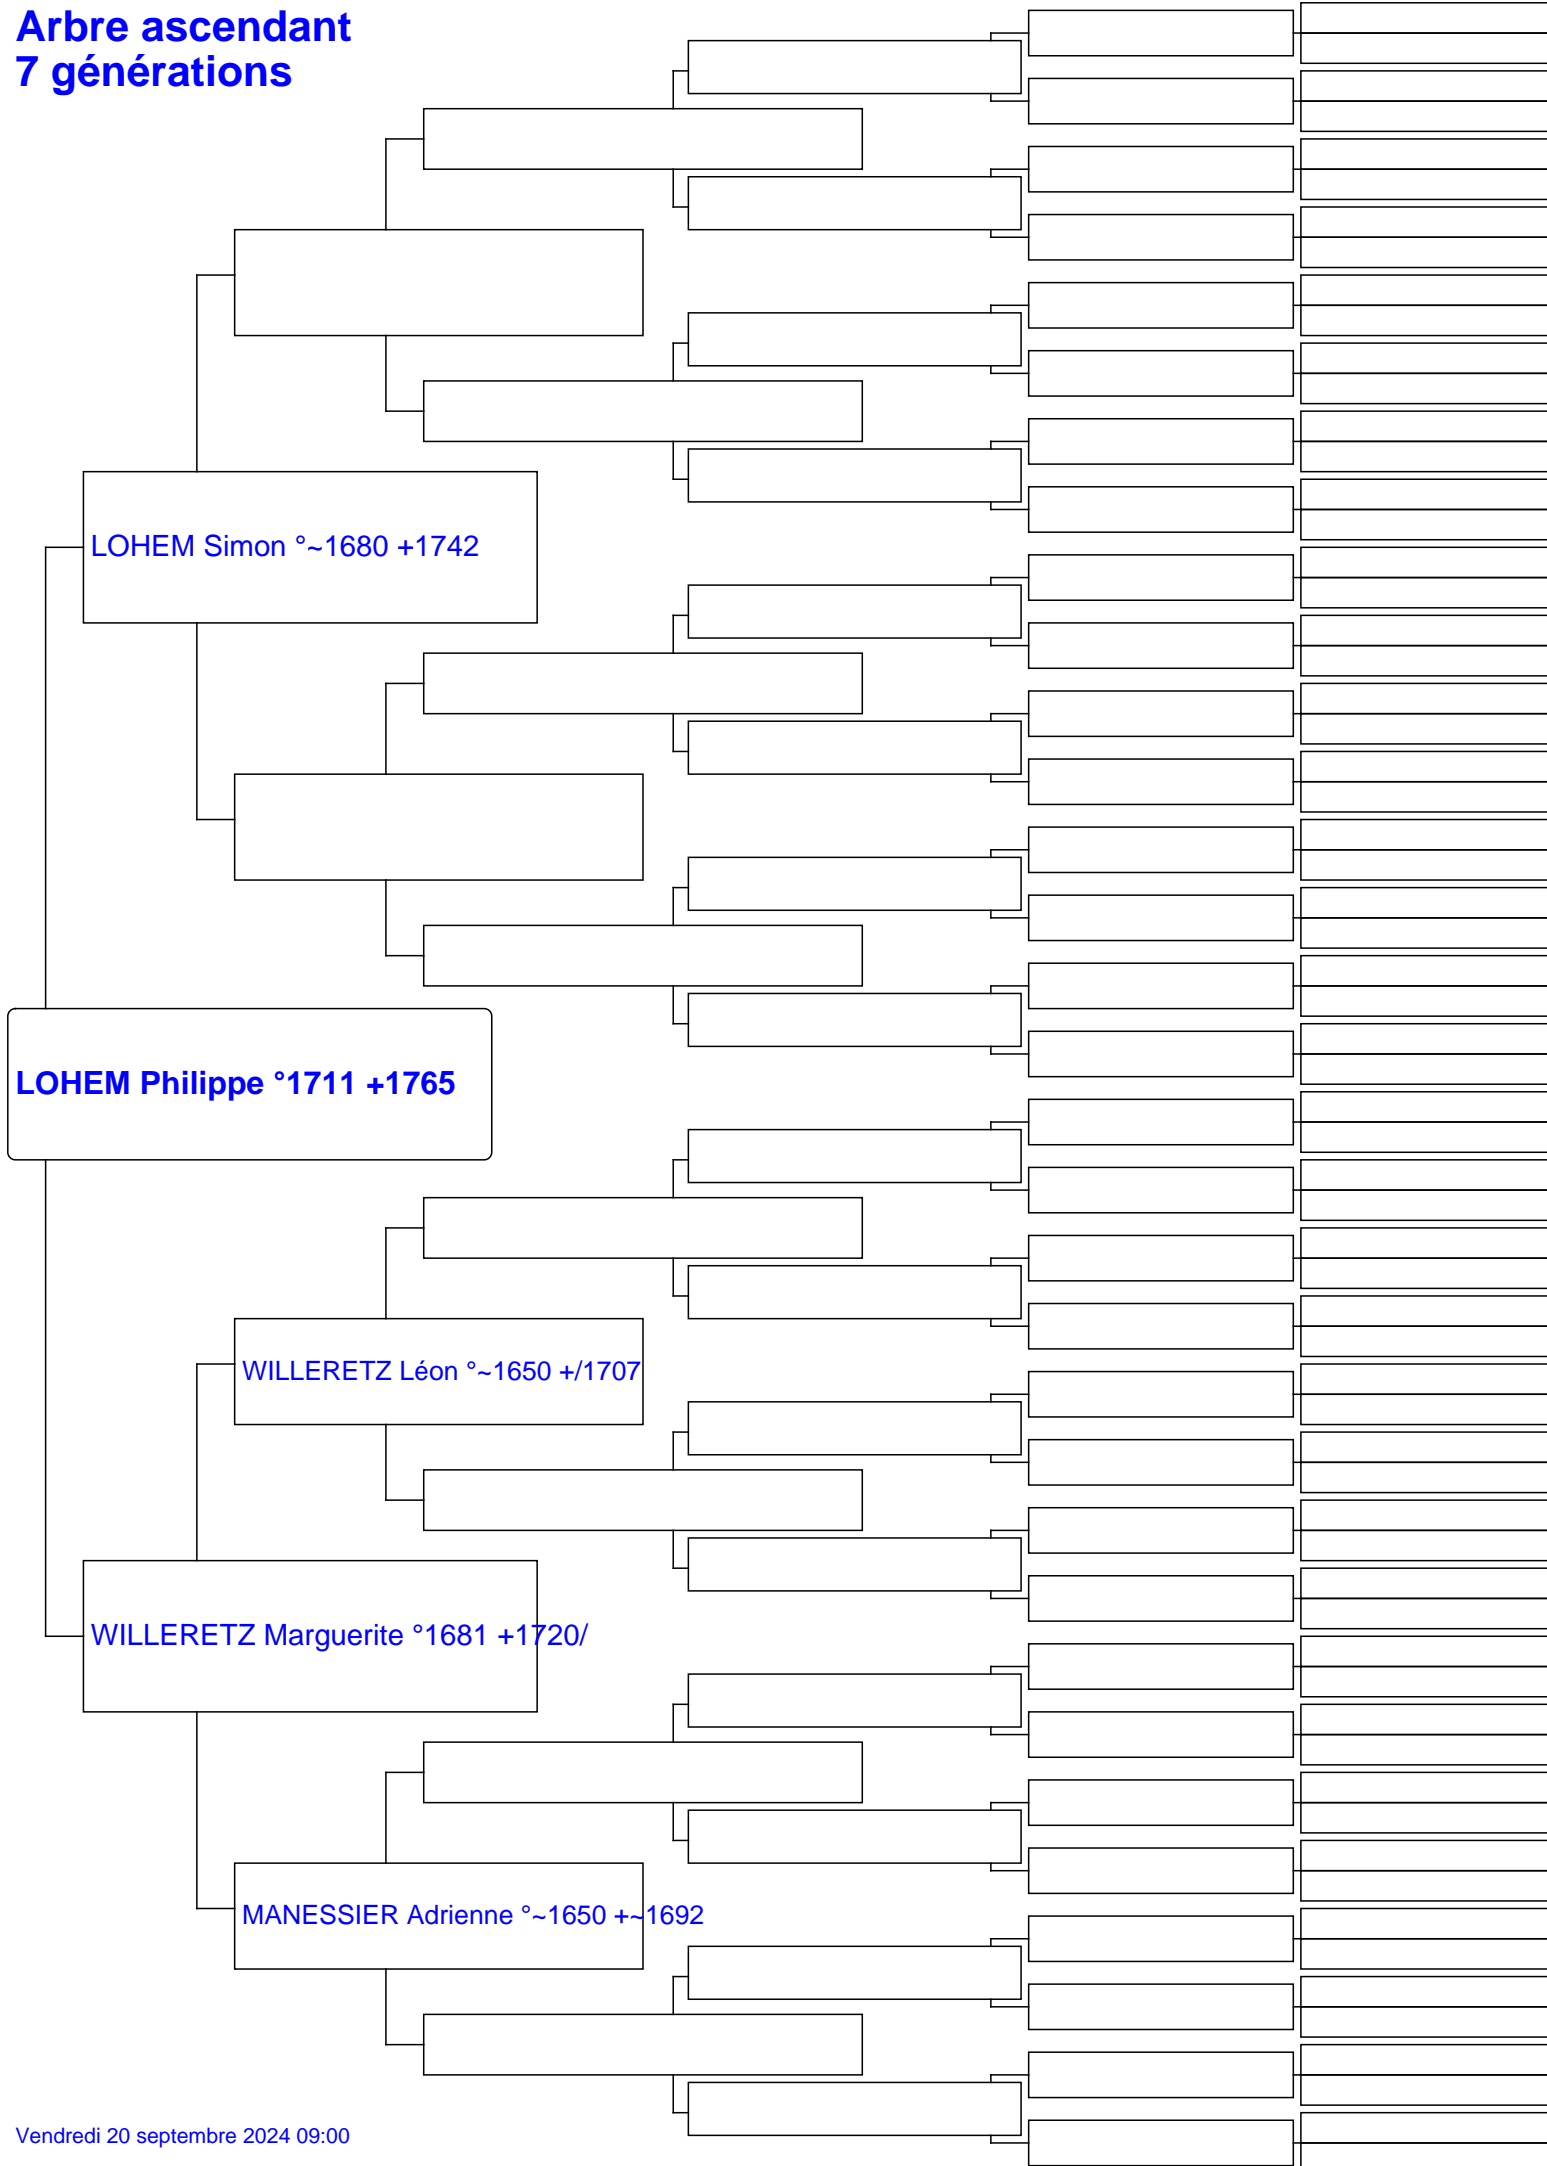 Arbre ascendant
7 générations
LOHEM Simon °~1680 +1742
LOHEM Philippe °1711 +1765
WILLERETZ Léon °~1650 +/1707
WILLERETZ Marguerite °1681 +1720/
MANESSIER Adrienne °~1650 +~1692
Vendredi 20 septembre 2024 09:00